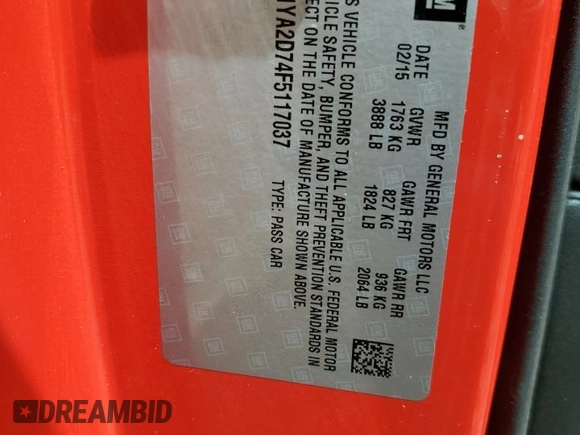 GM®
MFD BY GENERAL MOTORS LLC
DATE GVWR GAWR FRT GAWR RR
02/15 1763 KG 827 KG 936 KG
3888 LB 1824 LB 2064 LB
VEHICLE CONFORMS TO ALL APPLICABLE U.S. FEDERAL MOTOR
VEHICLE SAFETY, BUMPER, AND THEFT PREVENTION STANDARDS IN
ON THE DATE OF MANUFACTURE SHOWN ABOVE.
1YA2D74F5117037 TYPE: PASS CAR
DREAMBID